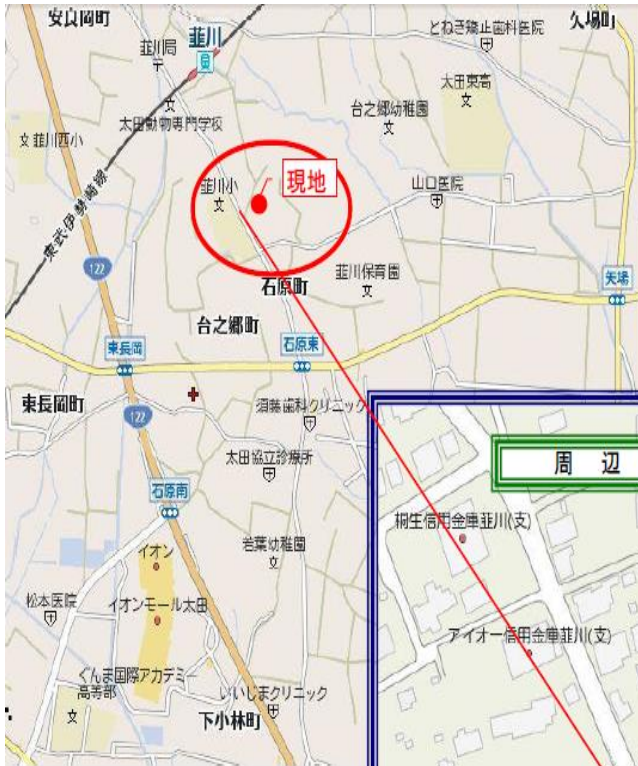 安良岡町
韮川局
韮川
とねき矯正歯科医院
久場町
太田東高
太田動物専門学校
台之郷幼稚園
韮川西小
韮川小
現地
山口医院
東武伊勢崎線
122
韮川保育園
石原町
矢場
台之郷町
東長岡
石原東
東長岡町
122
須藤歯科クリニック
周辺
太田協立診療所
石原南
桐生信用金庫韮川(支)
若葉幼稚園
イオン
松本医院
イオンモール太田
アイオー信用金庫韮川(支)
ぐんま国際アカデミー
高等部
いいじまクリニック
下小林町